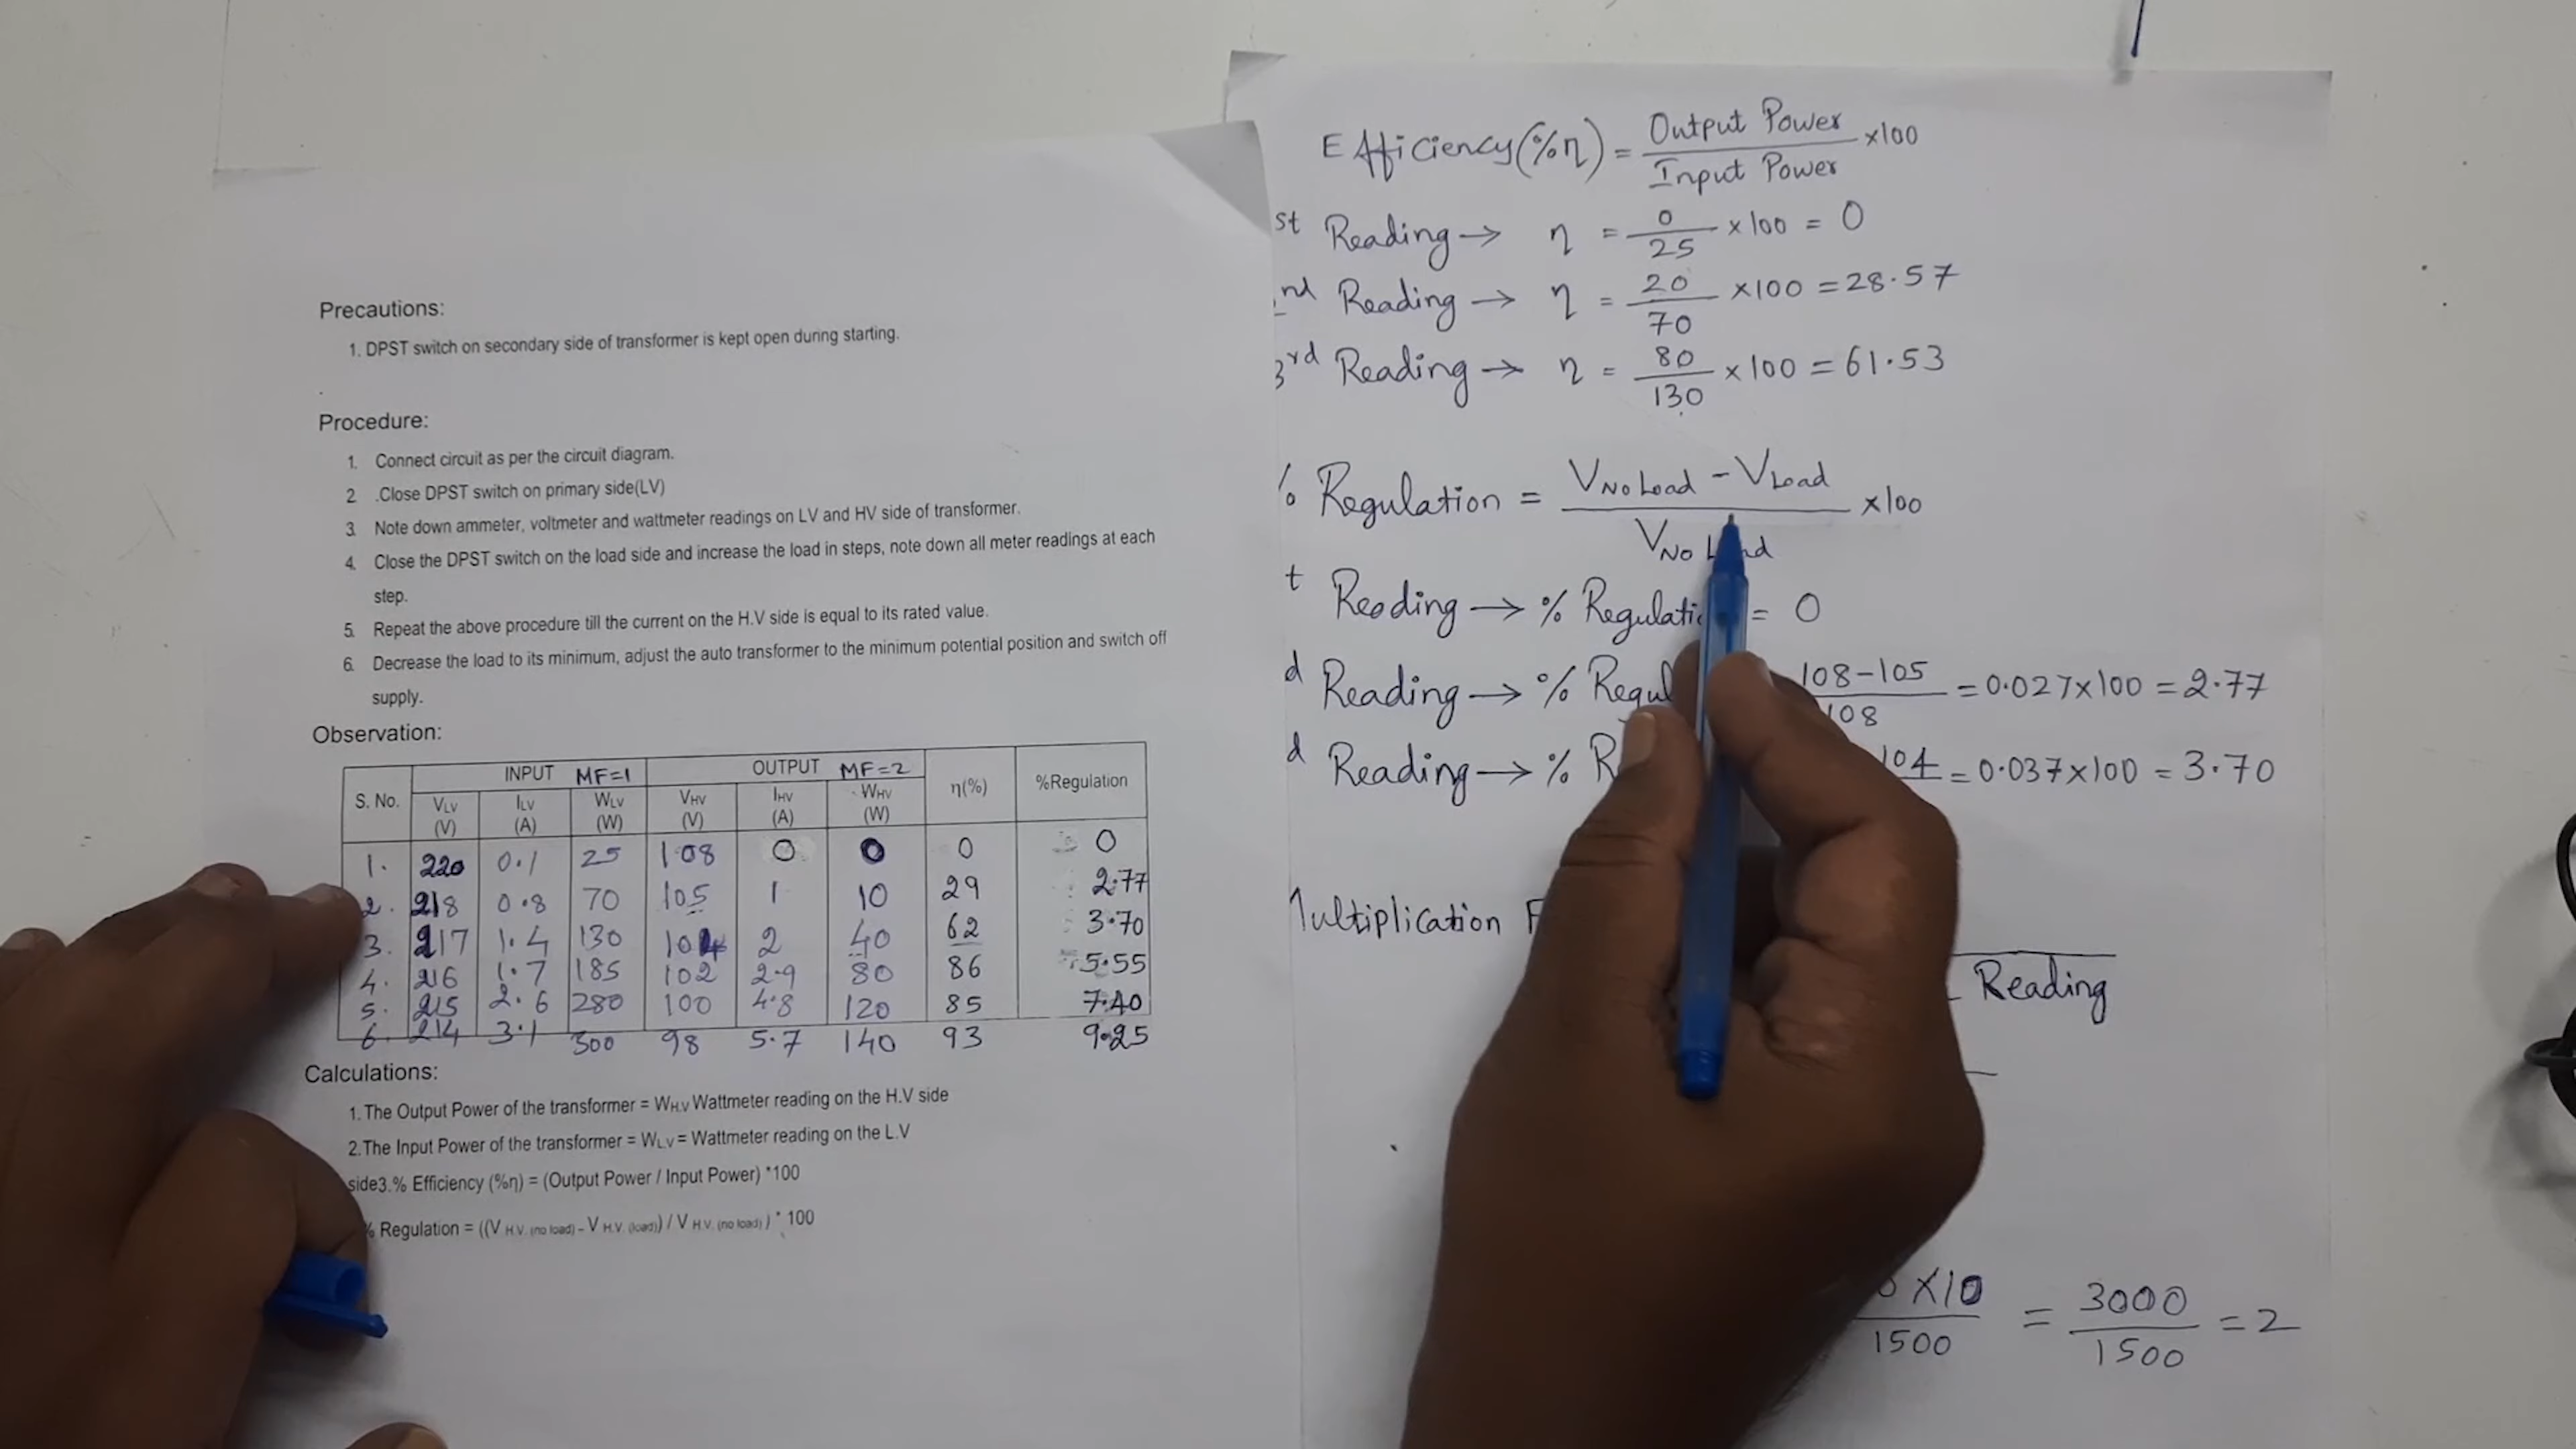 Precautions:
1. DPST switch on secondary side of transformer is kept open during starting.
Procedure:
1. Connect circuit as per the circuit diagram.
2 .Close DPST switch on primary side(LV)
3. Note down ammeter, voltmeter and wattmeter readings on LV and HV side of transformer.
4. Close the DPST switch on the load side and increase the load in steps, note down all meter readings at each
step.
5. Repeat the above procedure till the current on the H.V side is equal to its rated value.
6. Decrease the load to its minimum, adjust the auto transformer to the minimum potential position and switch off
supply.
Observation:
S. No. INPUT MF=1 OUTPUT MF=2 η(%) %Regulation
VLV (V) ILV (A) WLV (W) VHV (V) IHV (A) WHV (W)
1. 220 0.1 25 108 0 0 0 0
2. 218 0.8 70 105 1 10 29 2.77
3. 217 1.4 130 104 2 40 62 3.70
4. 216 1.7 185 102 2.9 80 86 5.55
5. 215 2.6 280 100 4.8 120 85 7.40
6. 214 3.1 300 98 5.7 140 93 9.25
Calculations:
1. The Output Power of the transformer = WH.V Wattmeter reading on the H.V side
2.The Input Power of the transformer = WL.V = Wattmeter reading on the L.V
side3.% Efficiency (%η) = (Output Power / Input Power) *100
% Regulation = ((V H.V. (no load) – V H.V. (load)) / V H.V. (no load) ) * 100
Efficiency(%η) = Output Power / Input Power ×100
st Reading → η = 0/25 ×100 = 0
nd Reading → η = 20/70 ×100 = 28.57
3rd Reading → η = 80/130 ×100 = 61.53
% Regulation = VNo Load - VLoad / VNo Load ×100
t Reading → % Regulation = 0
d Reading → % Regul 108-105/108 = 0.027×100 = 2.77
d Reading → % R 104 = 0.037×100 = 3.70
Multiplication F
Reading
×10/1500 = 3000/1500 = 2